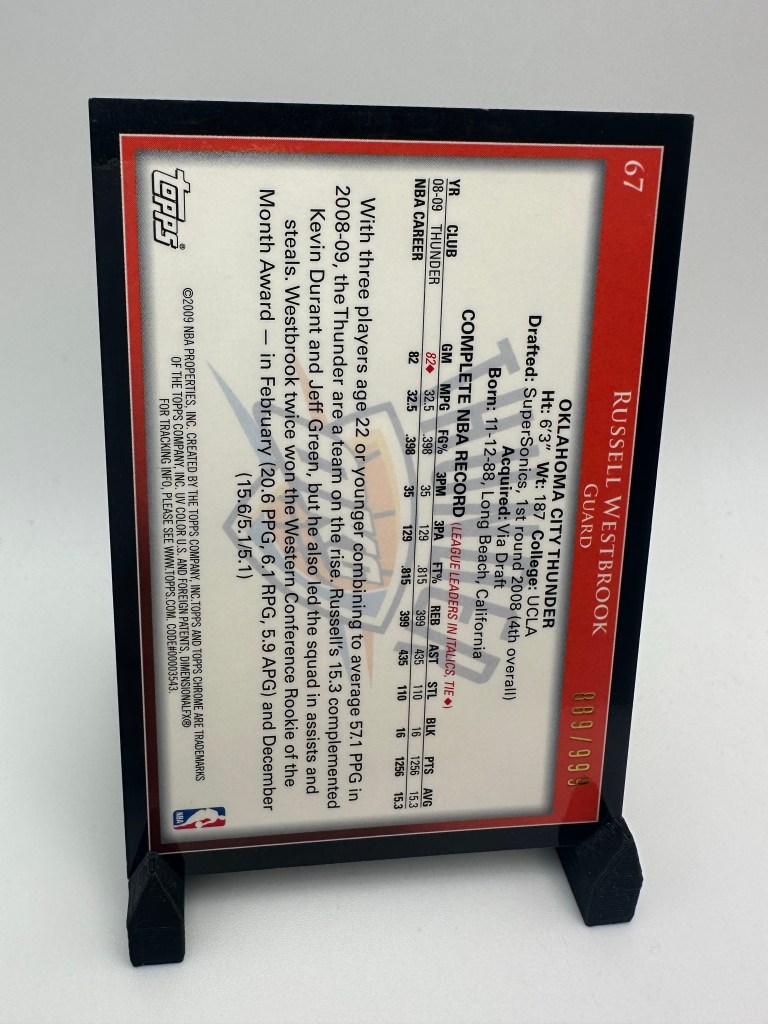 67
RUSSELL WESTBROOK
GUARD
889/999
OKLAHOMA CITY THUNDER
Ht: 6'3" Wt: 187 College: UCLA
Drafted: SuperSonics, 1st round 2008 (4th overall)
Acquired: Via Draft
Born: 11-12-88, Long Beach, California
COMPLETE NBA RECORD (LEAGUE LEADERS IN ITALICS, TIE♦)
YR CLUB GM MPG FG% 3PM 3PA FT% REB AST STL BLK PTS AVG
08-09 THUNDER 82♦ 32.5 .398 35 129 .815 399 435 110 16 1256 15.3
NBA CAREER 82 32.5 .398 35 129 .815 399 435 110 16 1256 15.3
With three players age 22 or younger combining to average 57.1 PPG in
2008-09, the Thunder are a team on the rise. Russell's 15.3 complemented
Kevin Durant and Jeff Green, but he also led the squad in assists and
steals. Westbrook twice won the Western Conference Rookie of the
Month Award — in February (20.6 PPG, 6.1 RPG, 5.9 APG) and December
(15.6/5.1/5.1)
THUNDER
OKC
topps®
©2009 NBA PROPERTIES, INC. CREATED BY THE TOPPS COMPANY, INC. TOPPS AND TOPPS CHROME ARE TRADEMARKS
OF THE TOPPS COMPANY, INC. UV COLOR U.S. AND FOREIGN PATENTS, DIMENSIONALFX®
FOR TRACKING INFO, PLEASE SEE WWW.TOPPS.COM. CODE#00003543.
NBA